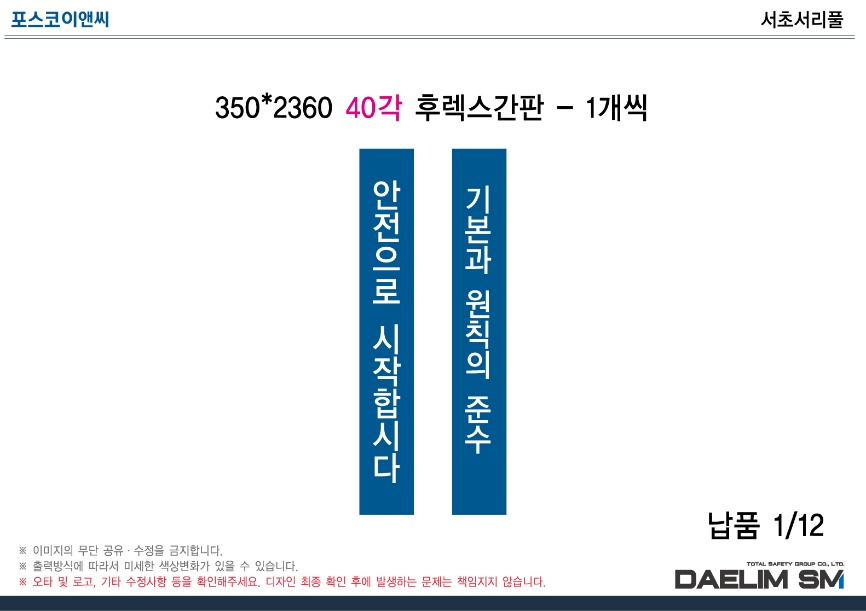 포스코이앤씨
서초서리풀
350*2360 40각 후렉스간판 - 1개씩
안전으로 시작합시다
기본과 원칙의 준수
납품 1/12
※ 이미지의 무단 공유 · 수정을 금지합니다.
※ 출력방식에 따라서 미세한 색상변화가 있을 수 있습니다.
※ 오타 및 로고, 기타 수정사항 등을 확인해주세요. 디자인 최종 확인 후에 발생하는 문제는 책임지지 않습니다.
TOTAL SAFETY GROUP CO., LTD.
DAELIM SM